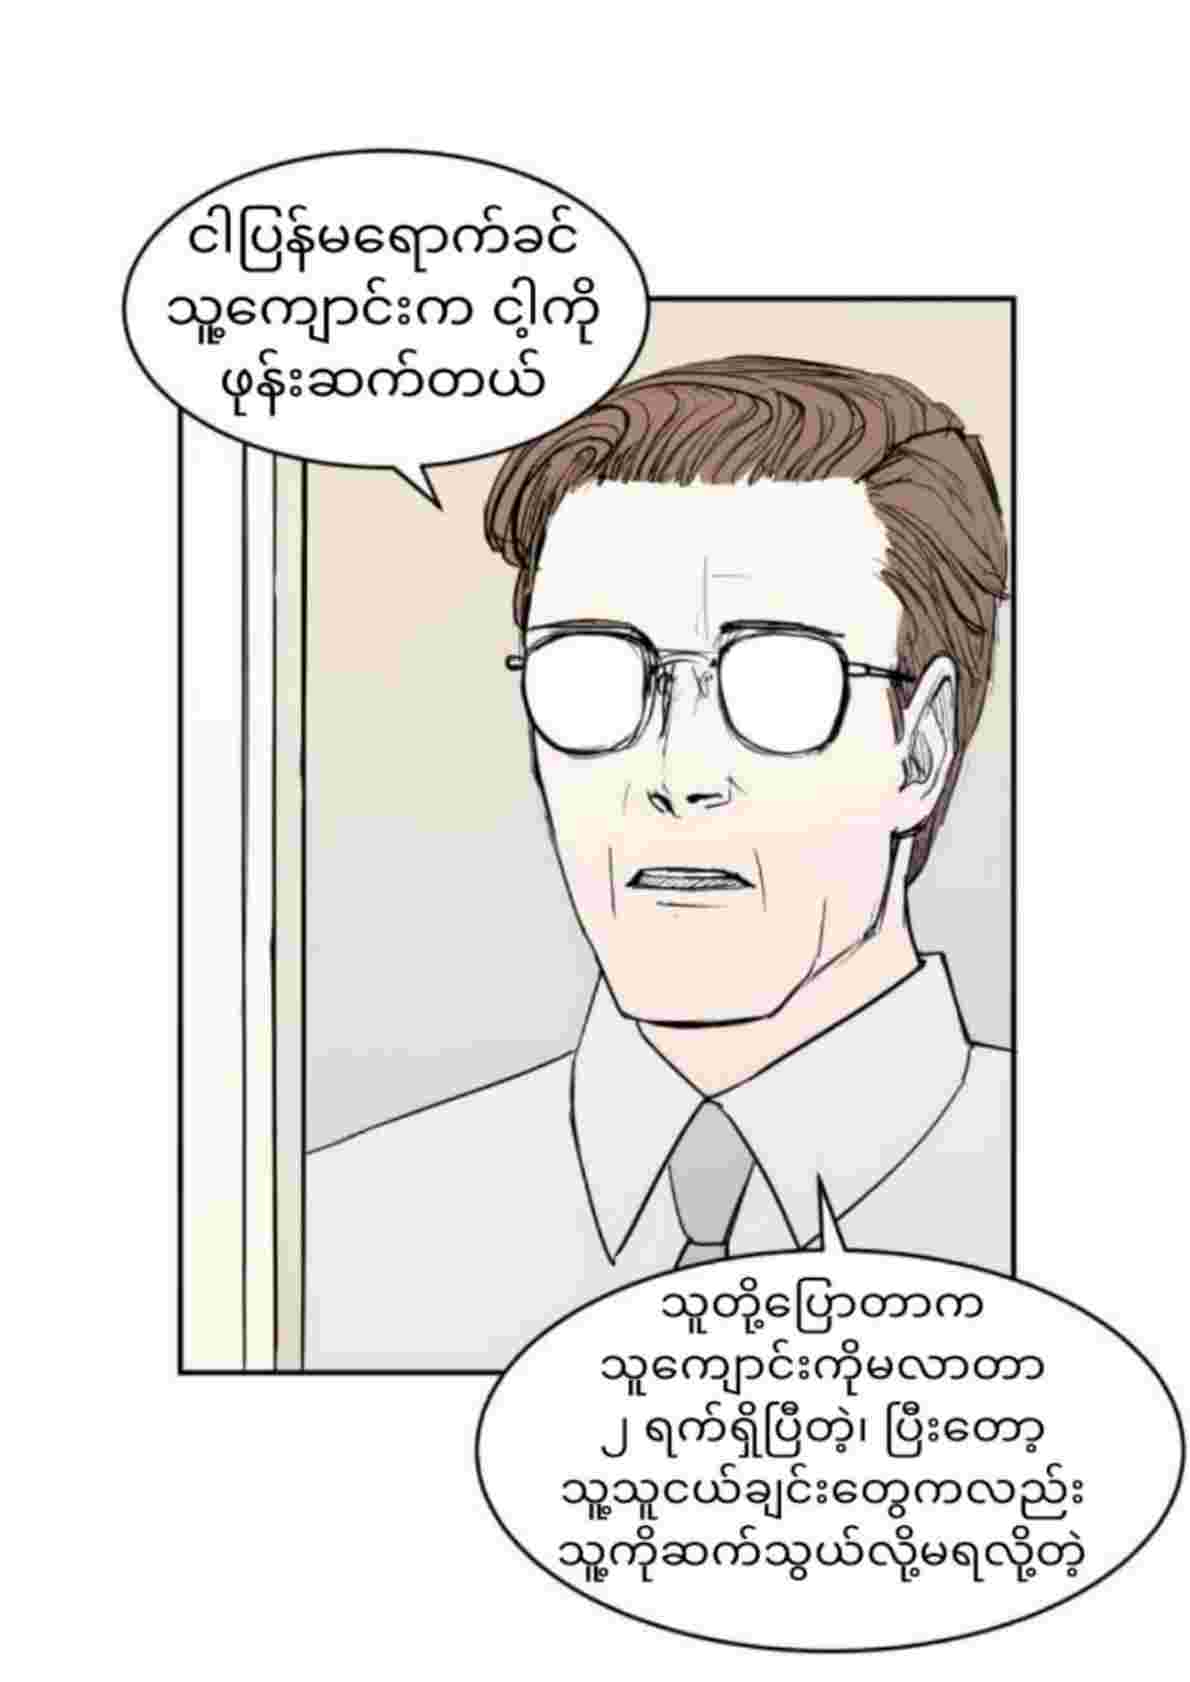 ငါပြန်မရောက်ခင်
သူ့ကျောင်းက ငါ့ကို
ဖုန်းဆက်တယ်
သူတို့ပြောတာက
သူကျောင်းကိုမလာတာ
၂ ရက်ရှိပြီတဲ့၊ ပြီးတော့
သူ့သူငယ်ချင်းတွေကလည်း
သူ့ကိုဆက်သွယ်လို့မရလို့တဲ့